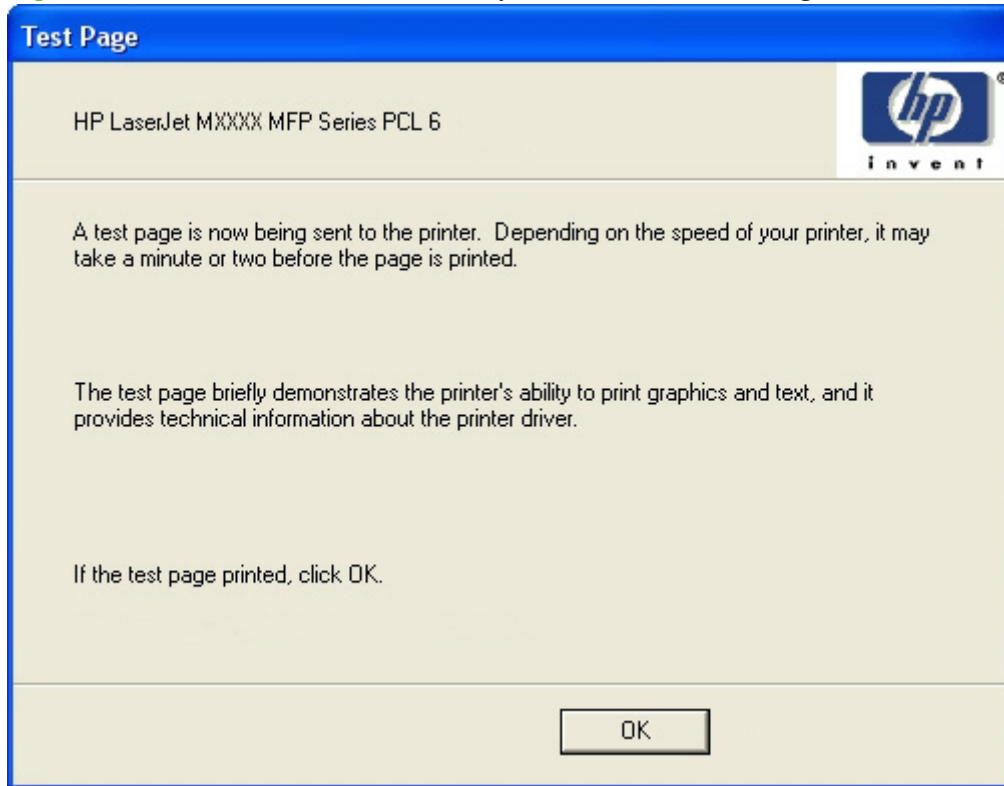 Test Page
HP LaserJet MXXXX MFP Series PCL 6
hp
®
invent
A test page is now being sent to the printer. Depending on the speed of your printer, it may
take a minute or two before the page is printed.
The test page briefly demonstrates the printer's ability to print graphics and text, and it
provides technical information about the printer driver.
If the test page printed, click OK.
OK